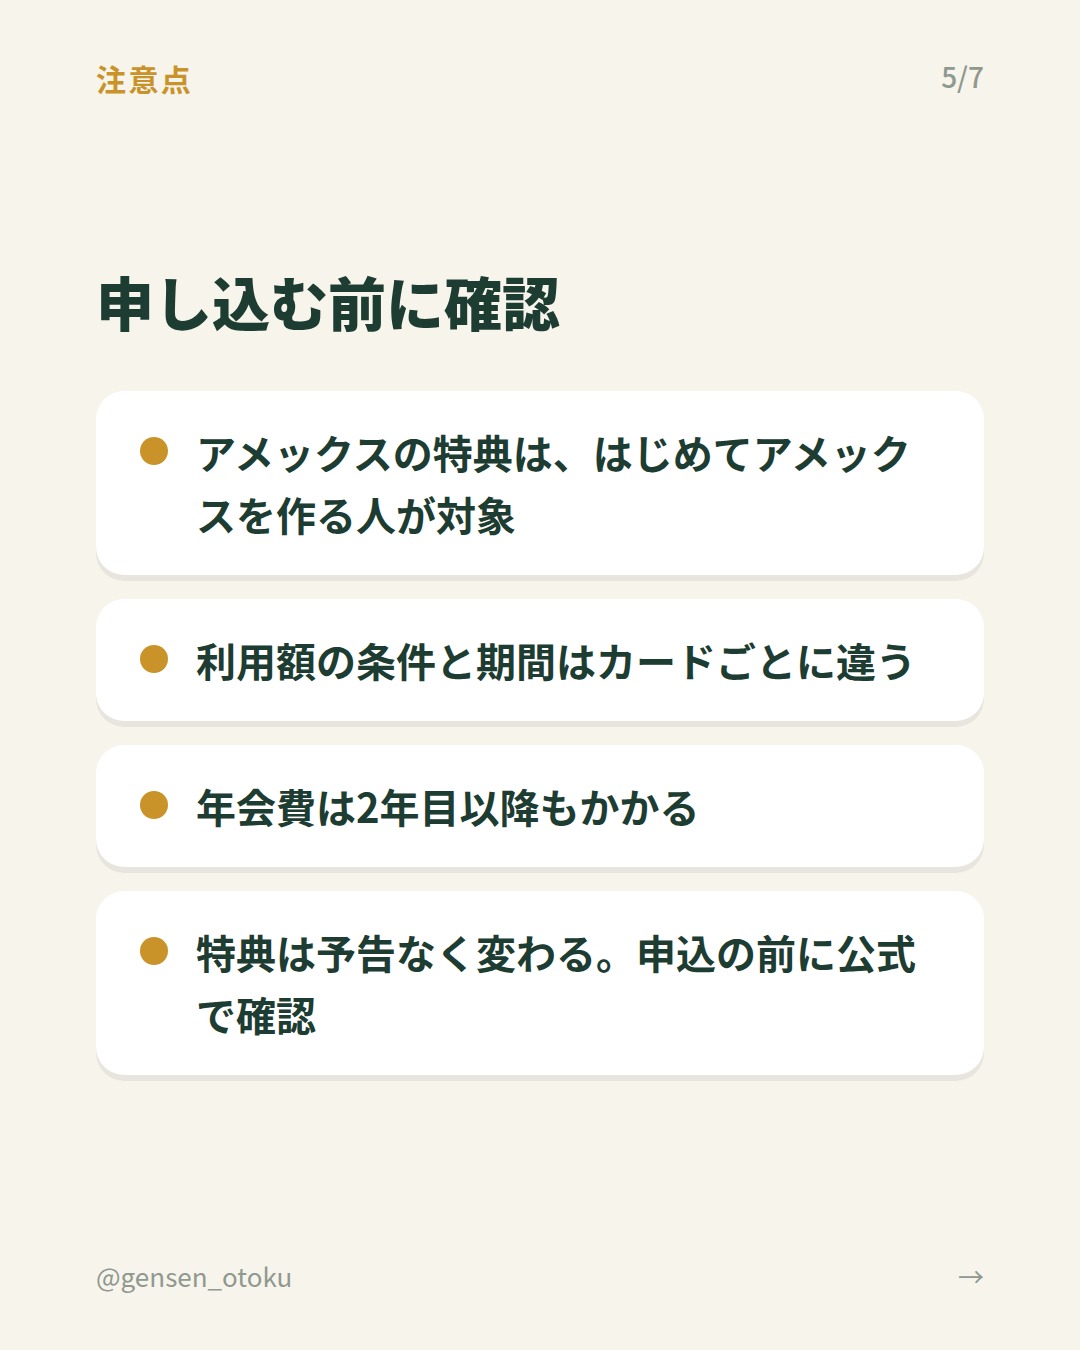 注意点
5/7
申し込む前に確認
アメックスの特典は、はじめてアメック
スを作る人が対象
利用額の条件と期間はカードごとに違う
年会費は2年目以降もかかる
特典は予告なく変わる。申込の前に公式
で確認
@gensen_otoku
→